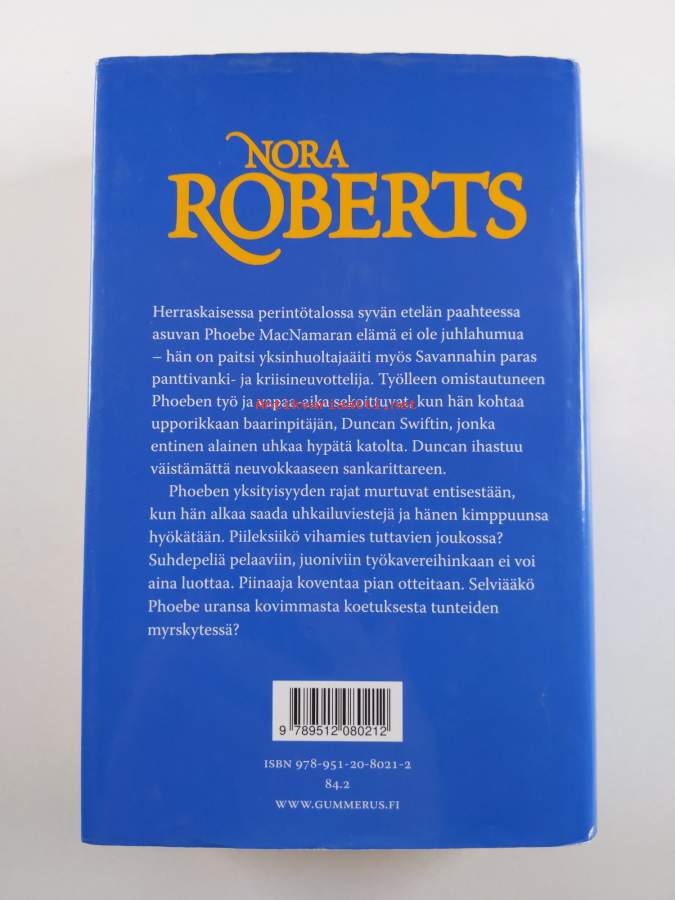 NORA
ROBERTS
Herraskaisessa perintötalossa syvän etelän paahteessa
asuvan Phoebe MacNamaran elämä ei ole juhlahumua
– hän on paitsi yksinhuoltajaäiti myös Savannahin paras
panttivanki- ja kriisineuvottelija. Työlleen omistautuneen
Phoeben työ ja vapaa-aika sekoittuvat, kun hän kohtaa
antikvariaatti.net
upporikkaan baarinpitäjän, Duncan Swiftin, jonka
entinen alainen uhkaa hypätä katolta. Duncan ihastuu
väistämättä neuvokkaaseen sankarittareen.
Phoeben yksityisyyden rajat murtuvat entisestään,
kun hän alkaa saada uhkailuviestejä ja hänen kimppuunsa
hyökätään. Piileksiikö vihamies tuttavien joukossa?
Suhdepeliä pelaaviin, juoniviin työkavereihinkaan ei voi
aina luottaa. Piinaaja koventaa pian otteitaan. Selviääkö
Phoebe uransa kovimmasta koetuksesta tunteiden
myrskytessä?
9 789512 080212
ISBN 978-951-20-8021-2
84.2
WWW.GUMMERUS.FI